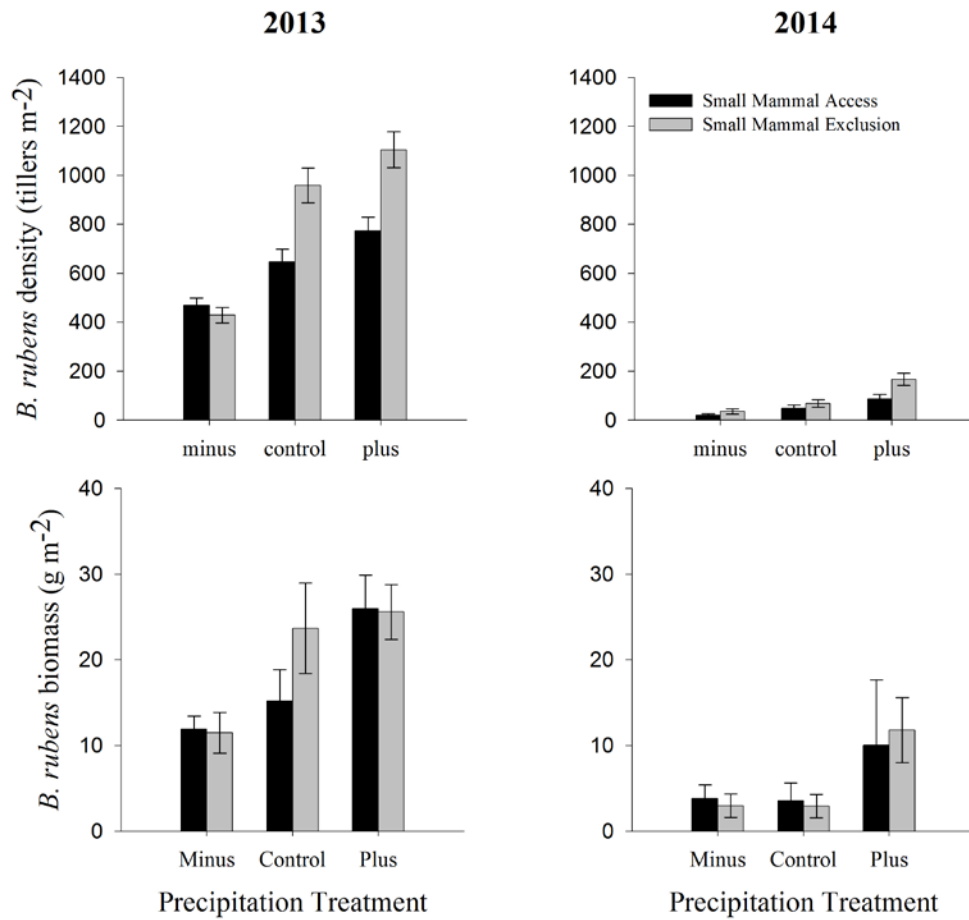 2013
2014
B. rubens density (tillers m-2)
1400
1200
1000
800
600
400
200
0
minus control plus
1400
1200
1000
800
600
400
200
0
Small Mammal Access
Small Mammal Exclusion
minus control plus
B. rubens biomass (g m-2)
40
30
20
10
0
Minus Control Plus
Precipitation Treatment
40
30
20
10
0
Minus Control Plus
Precipitation Treatment